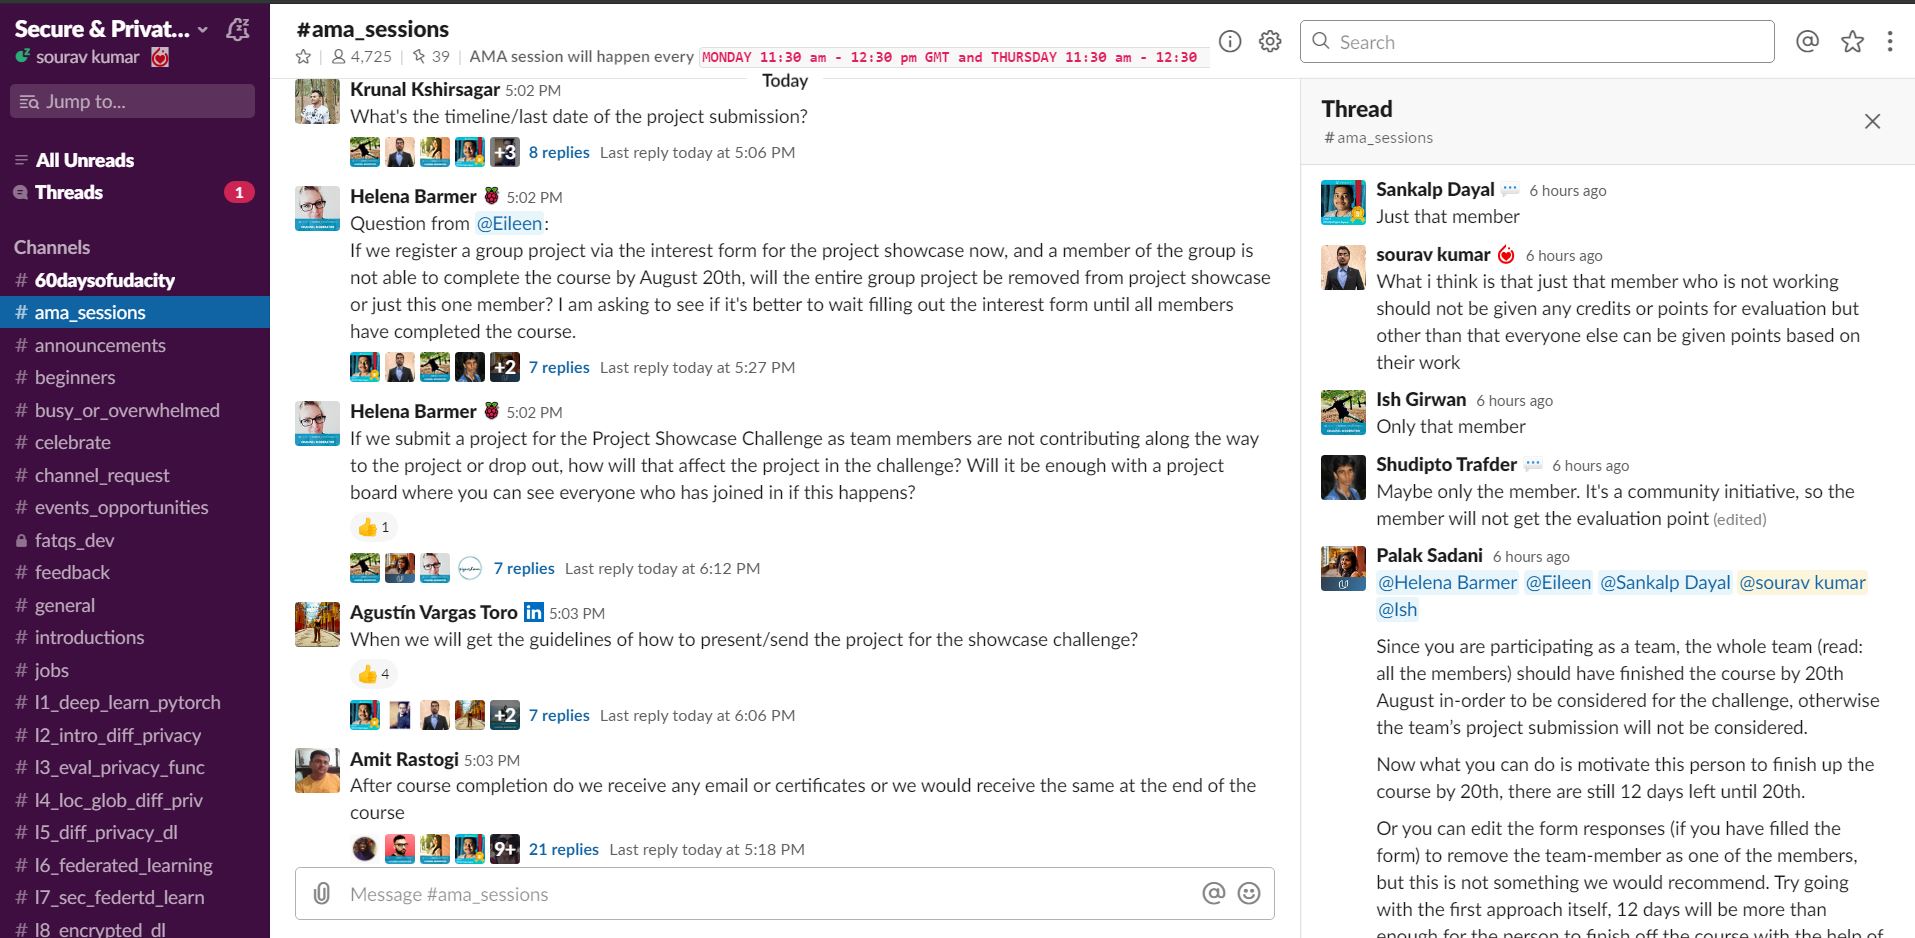 Secure & Privat...
sourav kumar
Jump to...
All Unreads
Threads 1
Channels
# 60daysofudacity
# ama_sessions
# announcements
# beginners
# busy_or_overwhelmed
# celebrate
# channel_request
# events_opportunities
fatqs_dev
# feedback
# general
# introductions
# jobs
# l1_deep_learn_pytorch
# l2_intro_diff_privacy
# l3_eval_privacy_func
# l4_loc_glob_diff_priv
# l5_diff_privacy_dl
# l6_federated_learning
# l7_sec_federtd_learn
# l8_encrypted_dl
#ama_sessions
4,725 | 39 | AMA session will happen every MONDAY 11:30 am - 12:30 pm GMT and THURSDAY 11:30 am - 12:30
Search
Today
Krunal Kshirsagar 5:02 PM
What's the timeline/last date of the project submission?
+3 8 replies Last reply today at 5:06 PM
Helena Barmer 5:02 PM
Question from @Eileen:
If we register a group project via the interest form for the project showcase now, and a member of the group is
not able to complete the course by August 20th, will the entire group project be removed from project showcase
or just this one member? I am asking to see if it's better to wait filling out the interest form until all members
have completed the course.
+2 7 replies Last reply today at 5:27 PM
Helena Barmer 5:02 PM
If we submit a project for the Project Showcase Challenge as team members are not contributing along the way
to the project or drop out, how will that affect the project in the challenge? Will it be enough with a project
board where you can see everyone who has joined in if this happens?
1
7 replies Last reply today at 6:12 PM
Agustín Vargas Toro in 5:03 PM
When we will get the guidelines of how to present/send the project for the showcase challenge?
4
+2 7 replies Last reply today at 6:06 PM
Amit Rastogi 5:03 PM
After course completion do we receive any email or certificates or we would receive the same at the end of the
course
9+ 21 replies Last reply today at 5:18 PM
Message #ama_sessions
Thread
# ama_sessions
Sankalp Dayal 6 hours ago
Just that member
sourav kumar 6 hours ago
What i think is that just that member who is not working
should not be given any credits or points for evaluation but
other than that everyone else can be given points based on
their work
Ish Girwan 6 hours ago
Only that member
Shudipto Trafder 6 hours ago
Maybe only the member. It's a community initiative, so the
member will not get the evaluation point (edited)
Palak Sadani 6 hours ago
@Helena Barmer @Eileen @Sankalp Dayal @sourav kumar
@Ish
Since you are participating as a team, the whole team (read:
all the members) should have finished the course by 20th
August in-order to be considered for the challenge, otherwise
the team's project submission will not be considered.
Now what you can do is motivate this person to finish up the
course by 20th, there are still 12 days left until 20th.
Or you can edit the form responses (if you have filled the
form) to remove the team-member as one of the members,
but this is not something we would recommend. Try going
with the first approach itself, 12 days will be more than
enough for the person to finish off the course with the help of